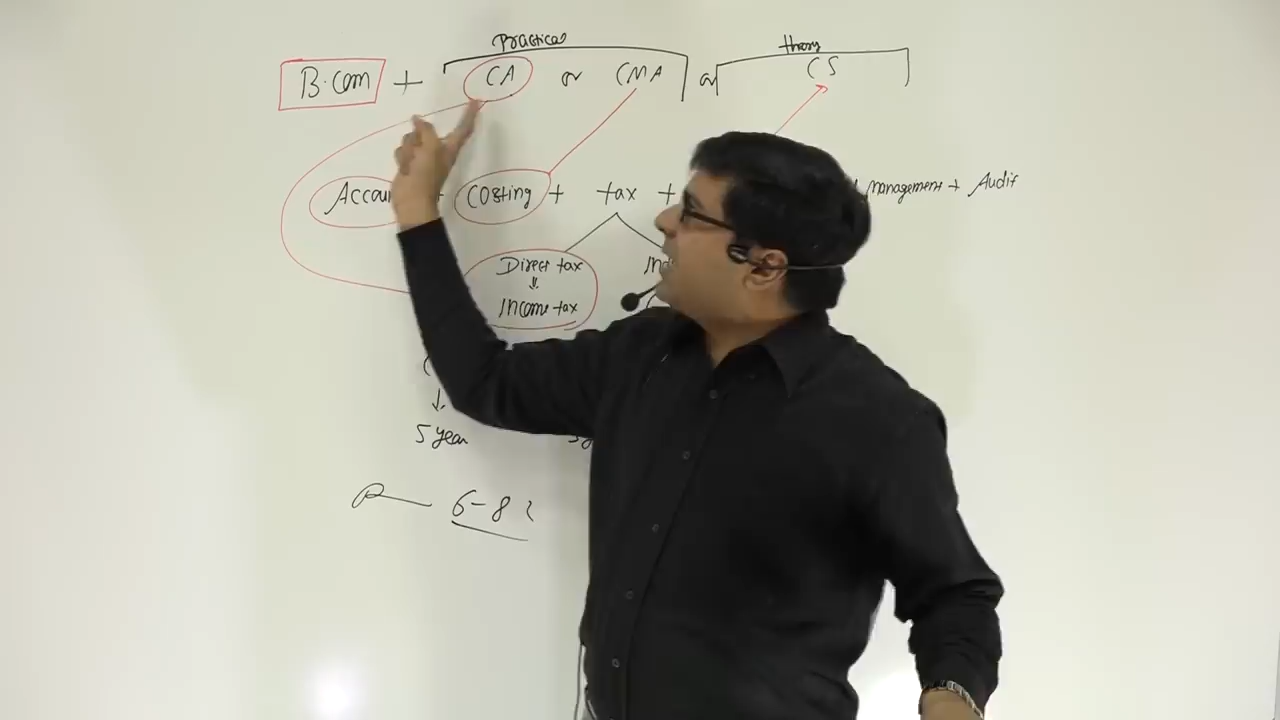 Practical theory
B.com + CA or CMA or CS
Costing + tax + management + Audit
Direct tax
Income tax
5 year
6-8